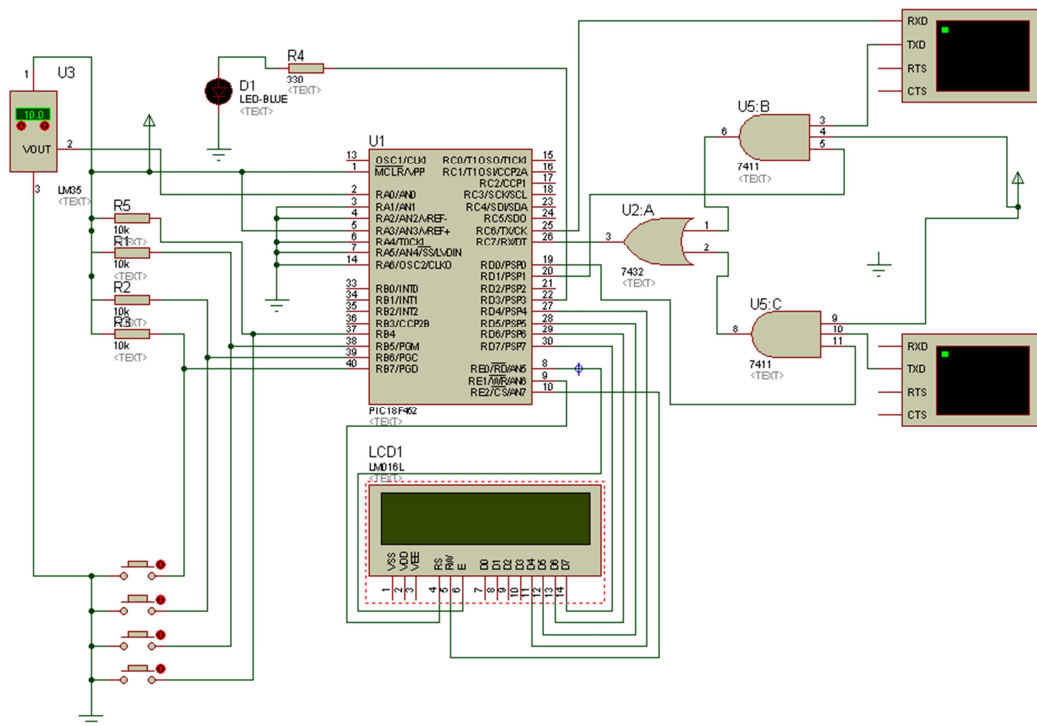 1
U3
10.0
VOUT
2
3
LM35
<TEXT>
D1
LED-BLUE
<TEXT>
R4
330
<TEXT>
R5
10k
<TEXT>
R1
10k
<TEXT>
R2
10k
<TEXT>
R3
10k
<TEXT>
U1
13 OSC1/CLKI RC0/T1OSO/T1CKI 15
1 MCLR/VPP RC1/T1OSI/CCP2A 16
RC2/CCP1 17
2 RA0/AN0 RC3/SCK/SCL 18
3 RA1/AN1 RC4/SDI/SDA 23
4 RA2/AN2/VREF- RC5/SDO 24
5 RA3/AN3/VREF+ RC6/TX/CK 25
6 RA4/T0CKI RC7/RX/DT 26
7 RA5/AN4/SS/LVDIN
14 RA6/OSC2/CLKO RD0/PSP0 19
RD1/PSP1 20
33 RB0/INT0 RD2/PSP2 21
34 RB1/INT1 RD3/PSP3 22
35 RB2/INT2 RD4/PSP4 27
36 RB3/CCP2B RD5/PSP5 28
37 RB4 RD6/PSP6 29
38 RB5/PGM RD7/PSP7 30
39 RB6/PGC
40 RB7/PGD RE0/RD/AN5 8
RE1/WR/AN6 9
RE2/CS/AN7 10
PIC18F452
<TEXT>
LCD1
LM016L
<TEXT>
VSS VDD VEE RS RW E D0 D1 D2 D3 D4 D5 D6 D7
1 2 3 4 5 6 7 8 9 10 11 12 13 14
U5:B
6 3
4
5
7411
<TEXT>
U2:A
3 1
2
7432
<TEXT>
U5:C
8 9
10
11
7411
<TEXT>
RXD
TXD
RTS
CTS
RXD
TXD
RTS
CTS